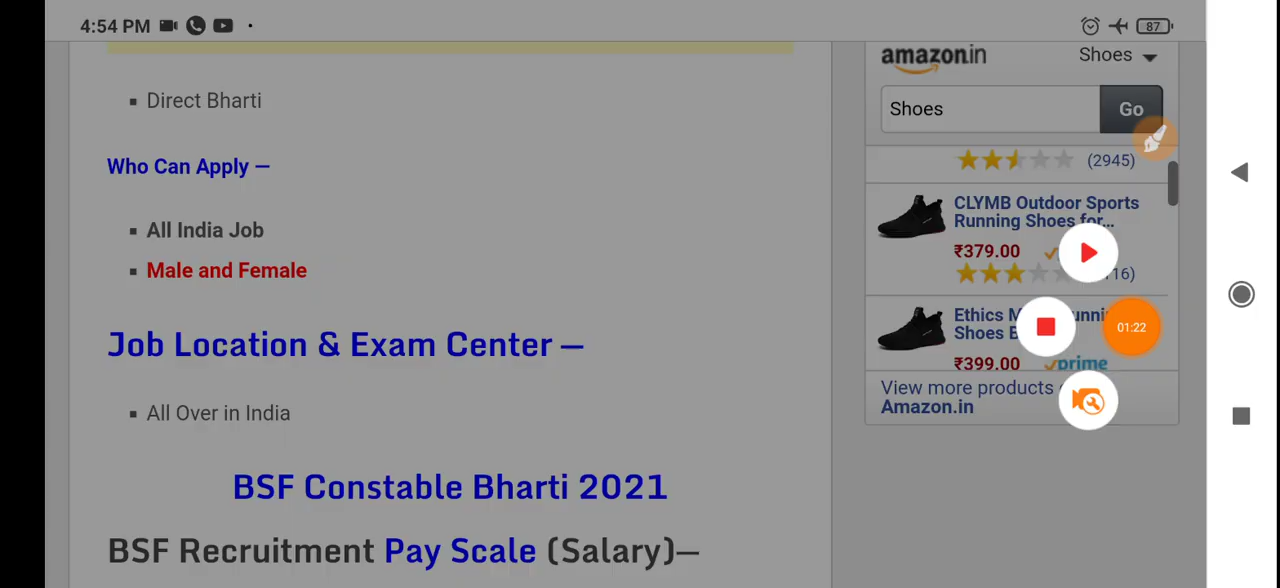 4:54 PM
87
Direct Bharti
Who Can Apply —
All India Job
Male and Female
Job Location & Exam Center —
All Over in India
BSF Constable Bharti 2021
BSF Recruitment Pay Scale (Salary)—
amazon.in
Shoes
Shoes
Go
(2945)
CLYMB Outdoor Sports
Running Shoes for...
₹379.00
16)
Ethics
Shoes
₹399.00
prime
View more products
Amazon.in
01:22